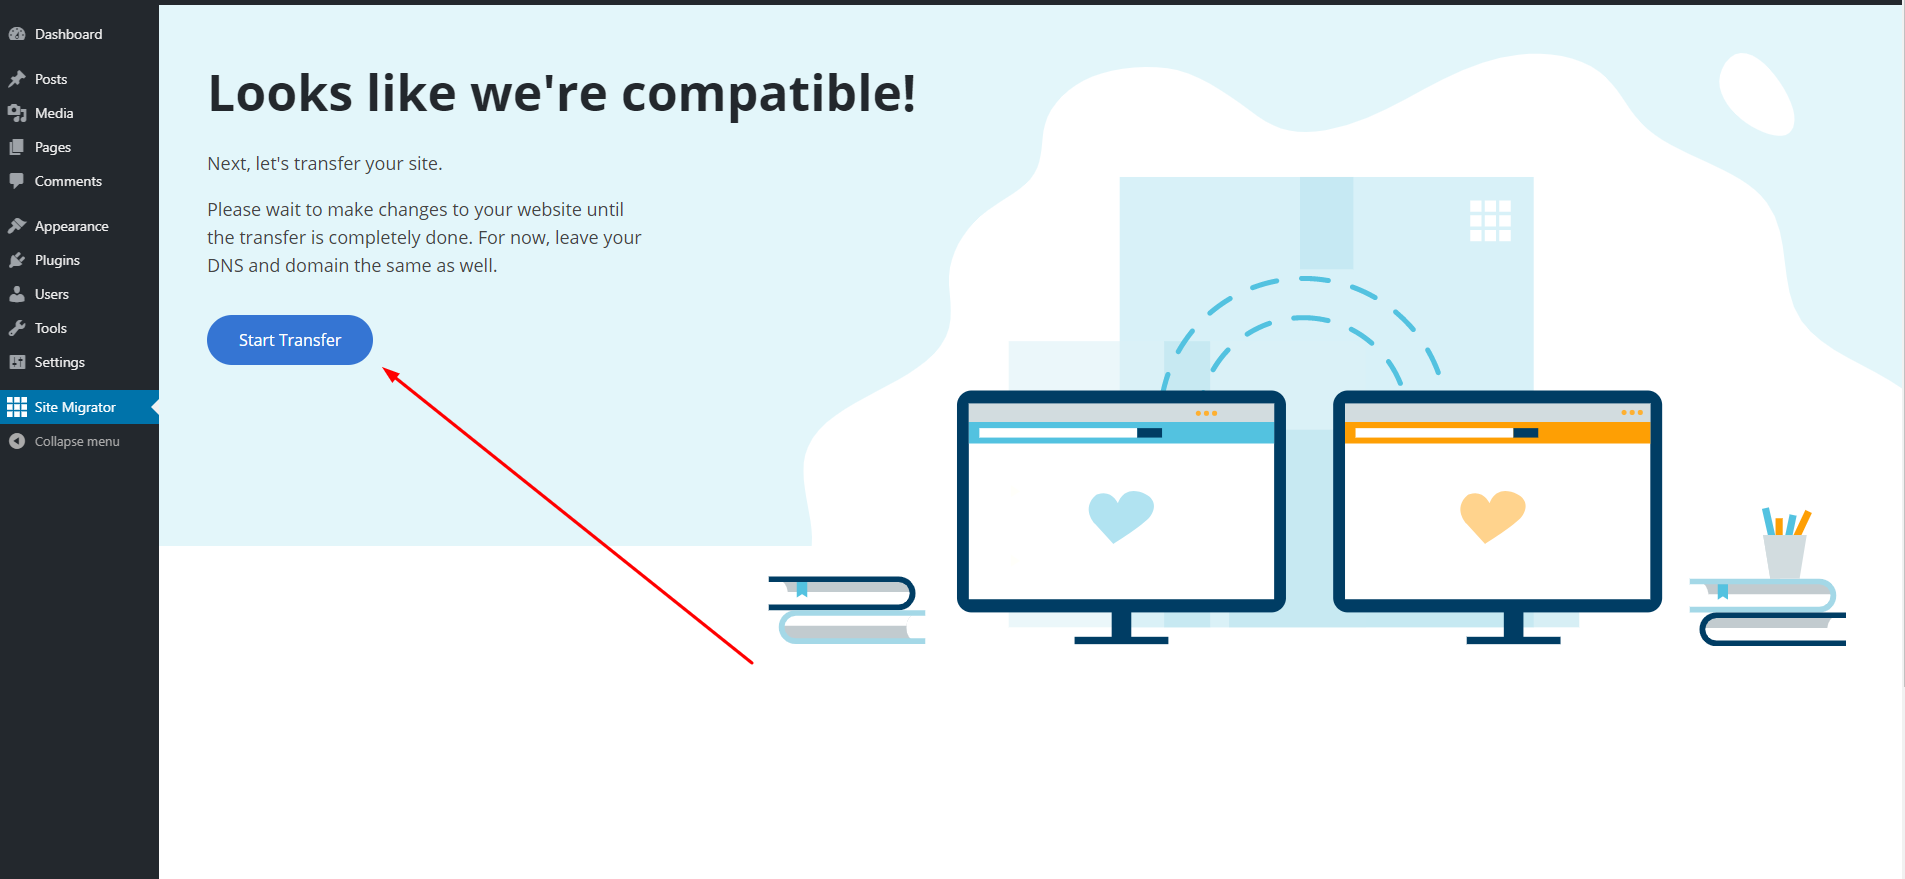 Dashboard
Posts
Media
Pages
Comments
Appearance
Plugins
Users
Tools
Settings
Site Migrator
Collapse menu
Looks like we're compatible!
Next, let's transfer your site.
Please wait to make changes to your website until
the transfer is completely done. For now, leave your
DNS and domain the same as well.
Start Transfer